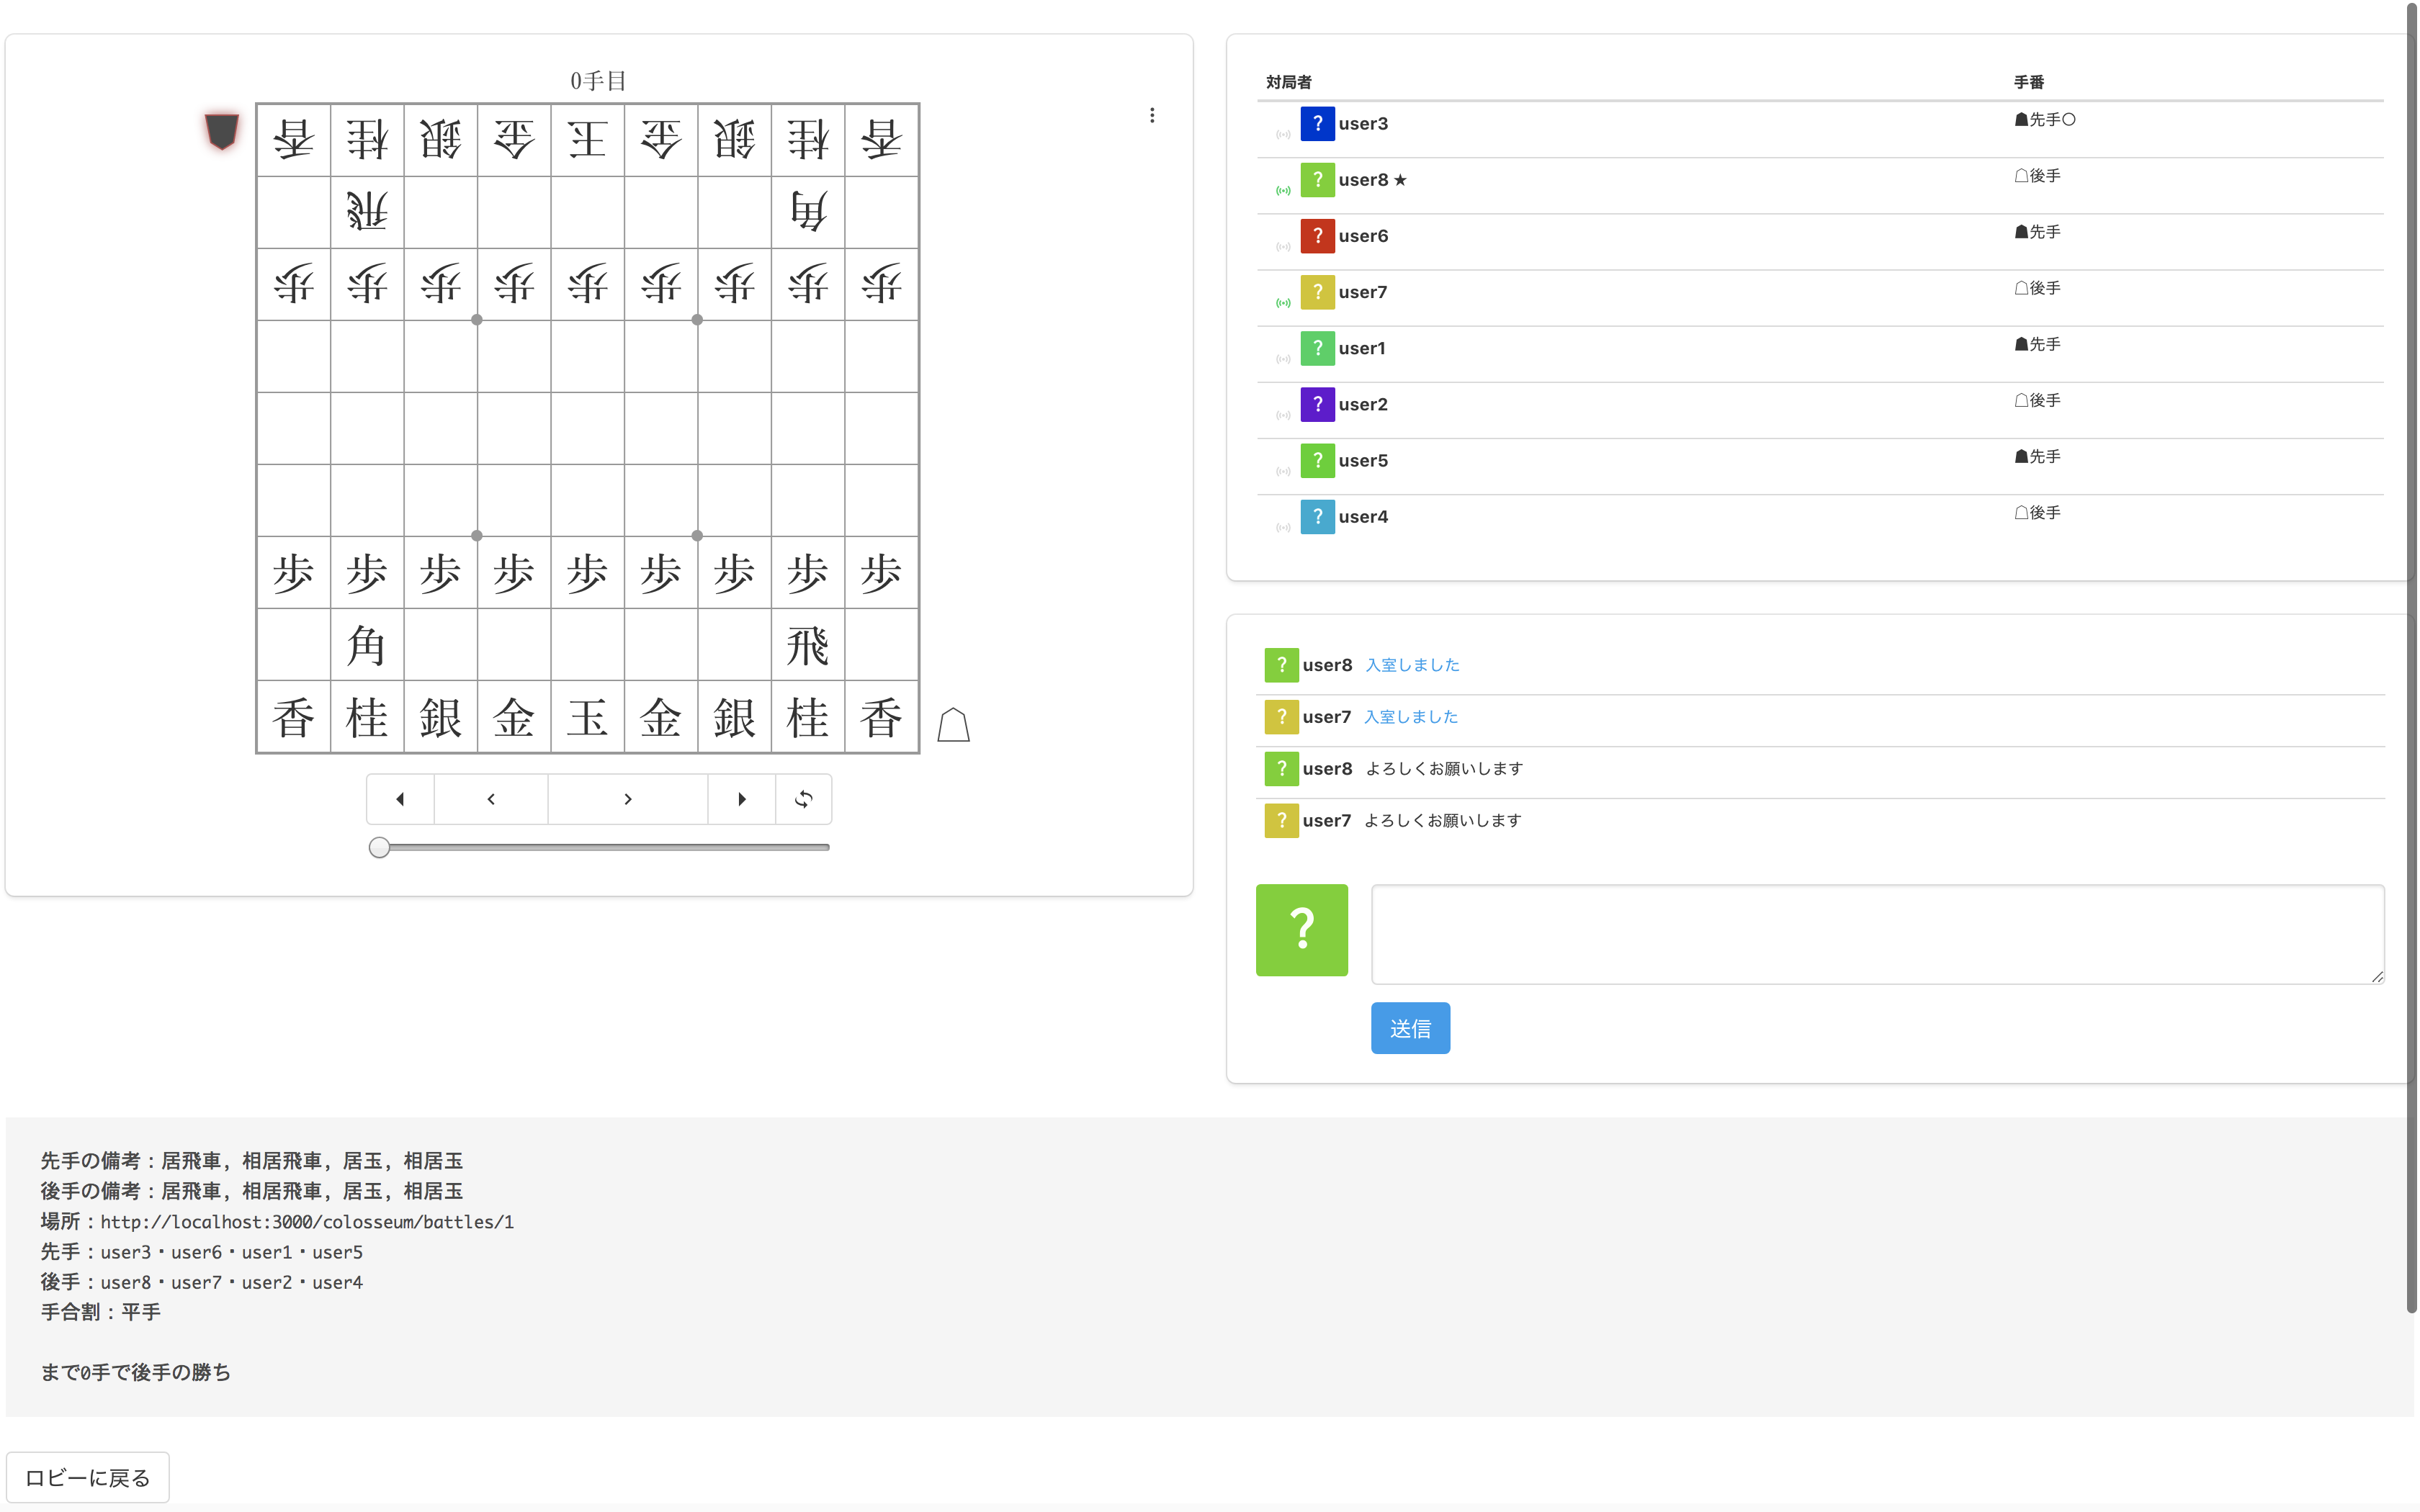 0手目
香桂銀金王金銀桂香
飛角
歩歩歩歩歩歩歩歩歩
歩歩歩歩歩歩歩歩歩
角飛
香桂銀金玉金銀桂香
対局者 手番
? user3 ☗先手○
? user8 ★ ☖後手
? user6 ☗先手
? user7 ☖後手
? user1 ☗先手
? user2 ☖後手
? user5 ☗先手
? user4 ☖後手
? user8 入室しました
? user7 入室しました
? user8 よろしくお願いします
? user7 よろしくお願いします
?
送信
先手の備考：居飛車, 相居飛車, 居玉, 相居玉
後手の備考：居飛車, 相居飛車, 居玉, 相居玉
場所：http://localhost:3000/colosseum/battles/1
先手：user3・user6・user1・user5
後手：user8・user7・user2・user4
手合割：平手
まで0手で後手の勝ち
ロビーに戻る